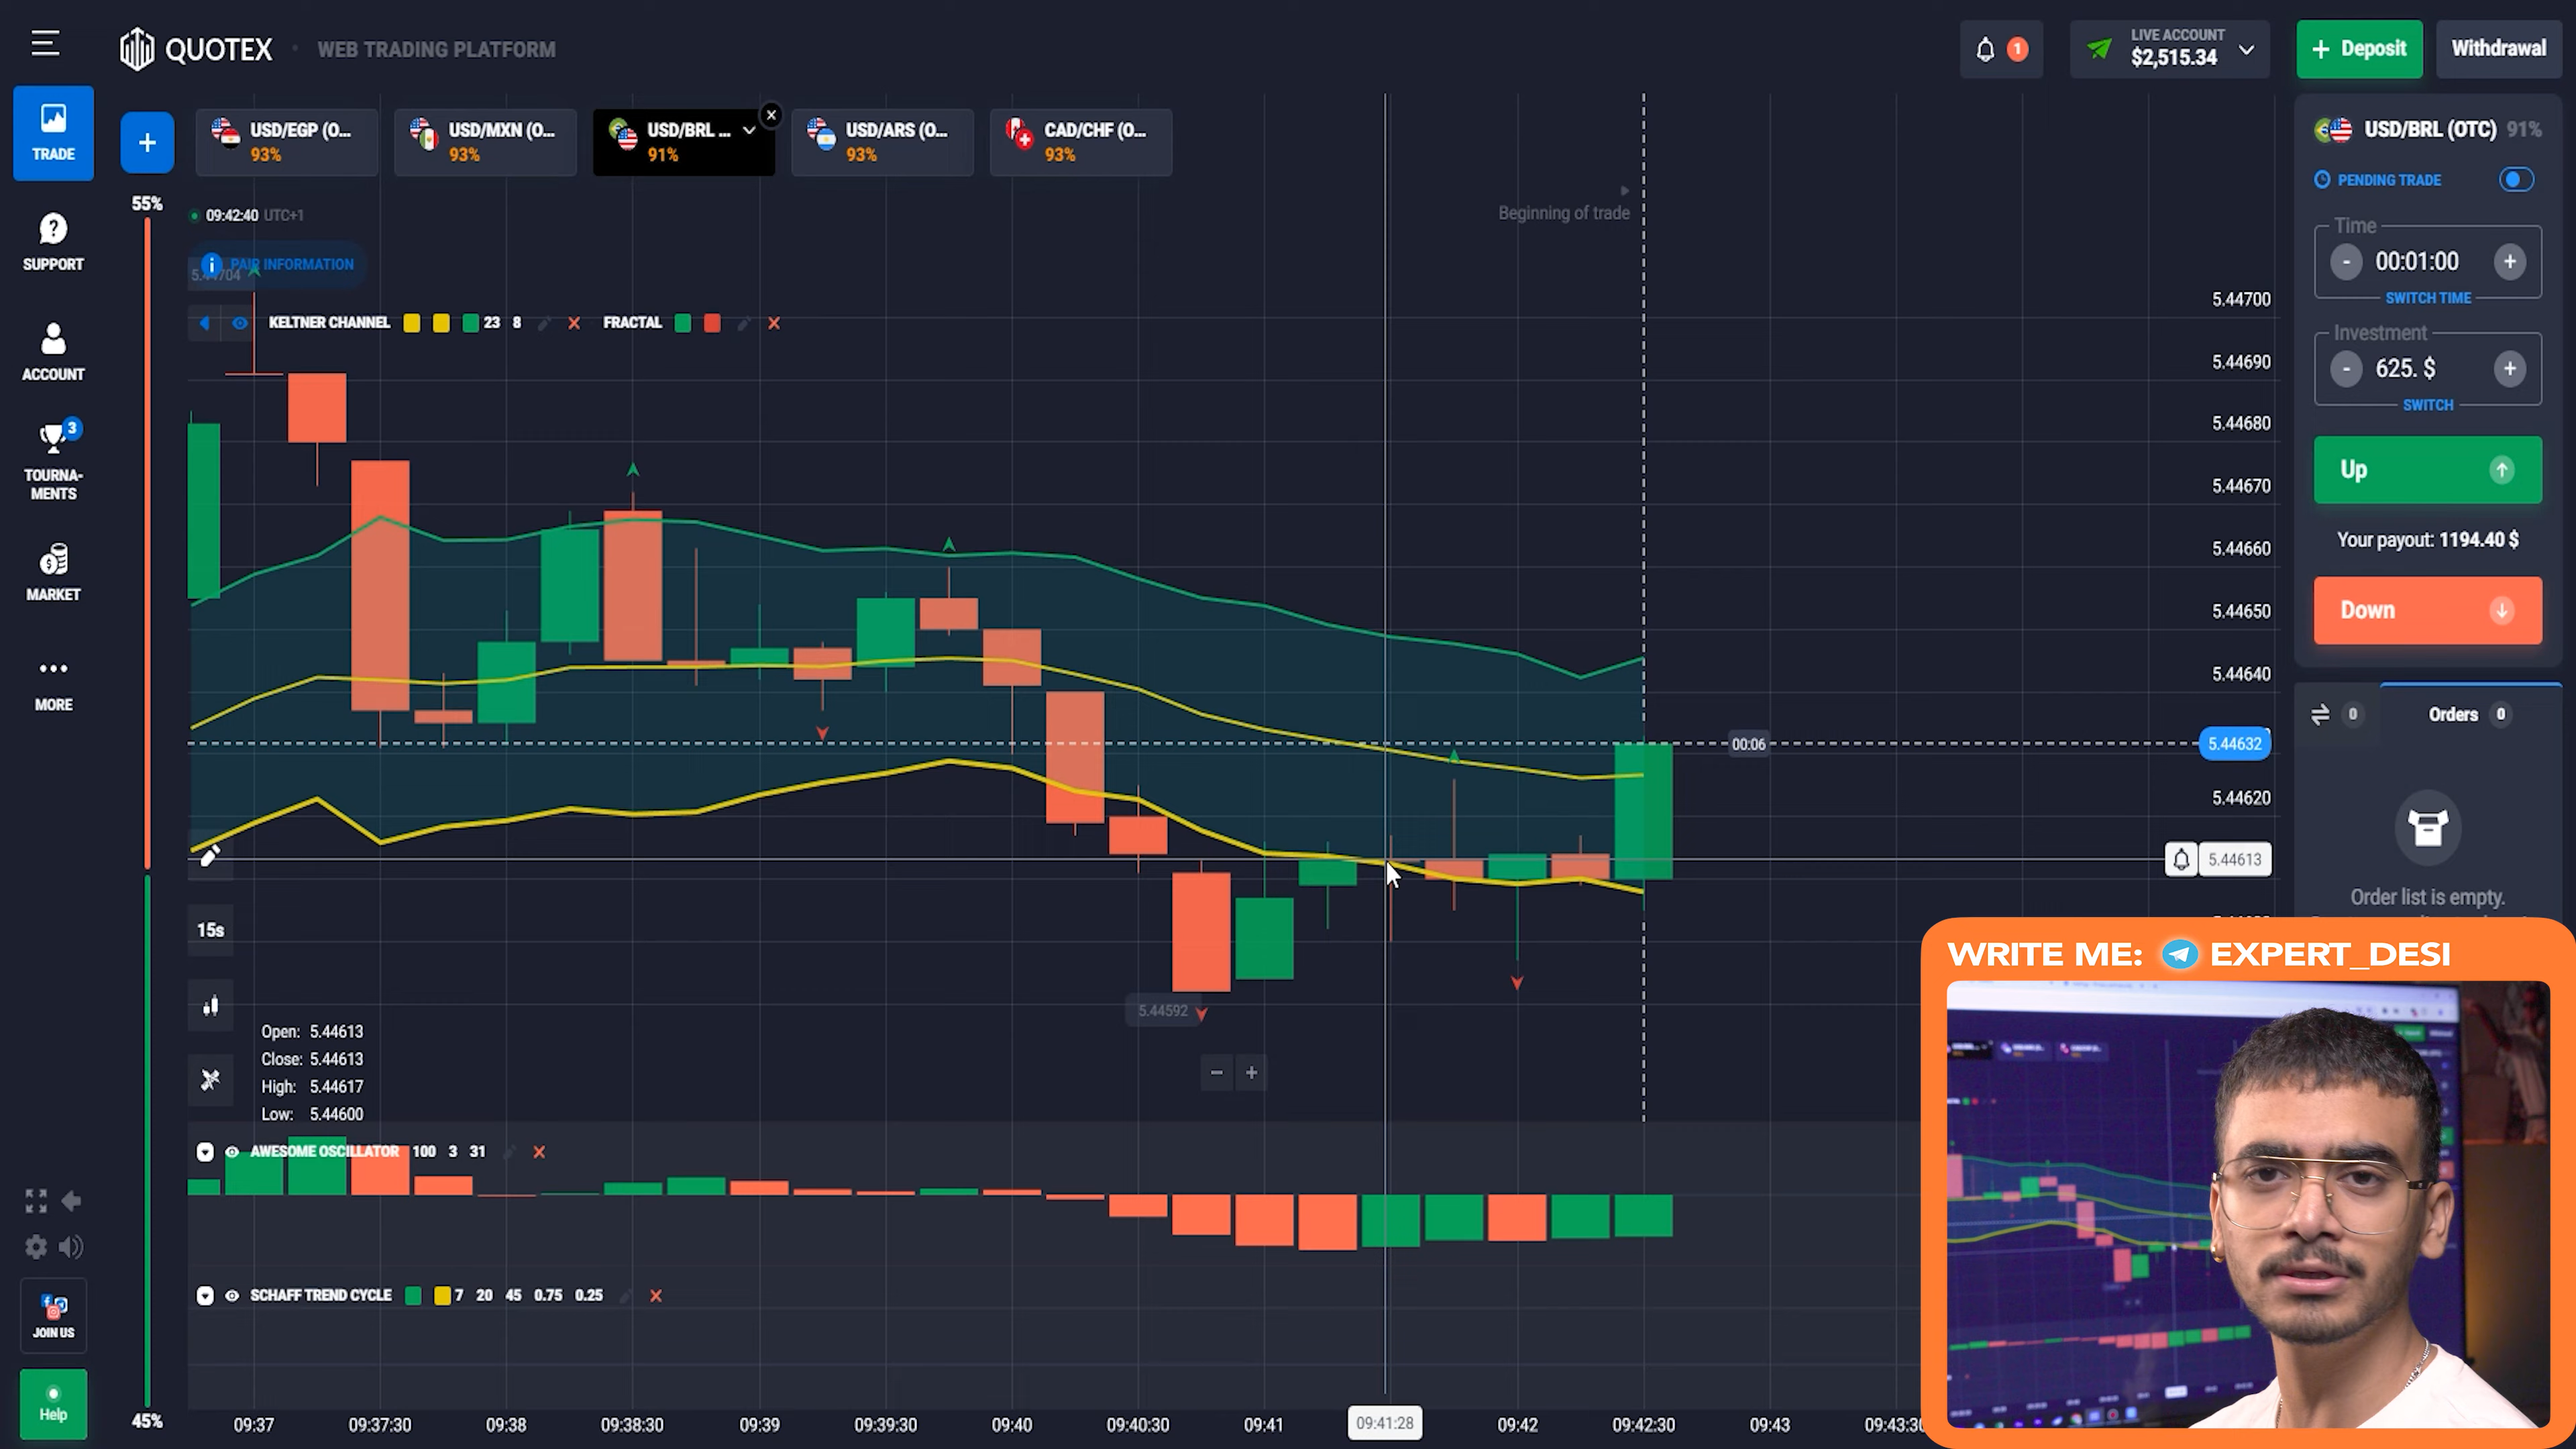 QUOTEX • WEB TRADING PLATFORM
1
LIVE ACCOUNT
$2,515.34
+ Deposit
Withdrawal
TRADE
SUPPORT
ACCOUNT
3
TOURNA-
MENTS
MARKET
MORE
JOIN US
Help
+
USD/EGP (O...
93%
USD/MXN (O...
93%
USD/BRL ...
91%
USD/ARS (O...
93%
CAD/CHF (O...
93%
55%
45%
09:42:40 UTC+1
PAIR INFORMATION
Beginning of trade
KELTNER CHANNEL 23 8
FRACTAL
5.44700
5.44690
5.44680
5.44670
5.44660
5.44650
5.44640
00:06
5.44632
5.44620
5.44613
5.44592
15s
Open: 5.44613
Close: 5.44613
High: 5.44617
Low: 5.44600
AWESOME OSCILLATOR 100 3 31
SCHAFF TREND CYCLE 7 20 45 0.75 0.25
09:37
09:37:30
09:38
09:38:30
09:39
09:39:30
09:40
09:40:30
09:41
09:41:28
09:42
09:42:30
09:43
USD/BRL (OTC) 91%
PENDING TRADE
Time
- 00:01:00 +
SWITCH TIME
Investment
- 625. $ +
SWITCH
Up
Your payout: 1194.40 $
Down
0
Orders 0
Order list is empty.
WRITE ME: EXPERT_DESI